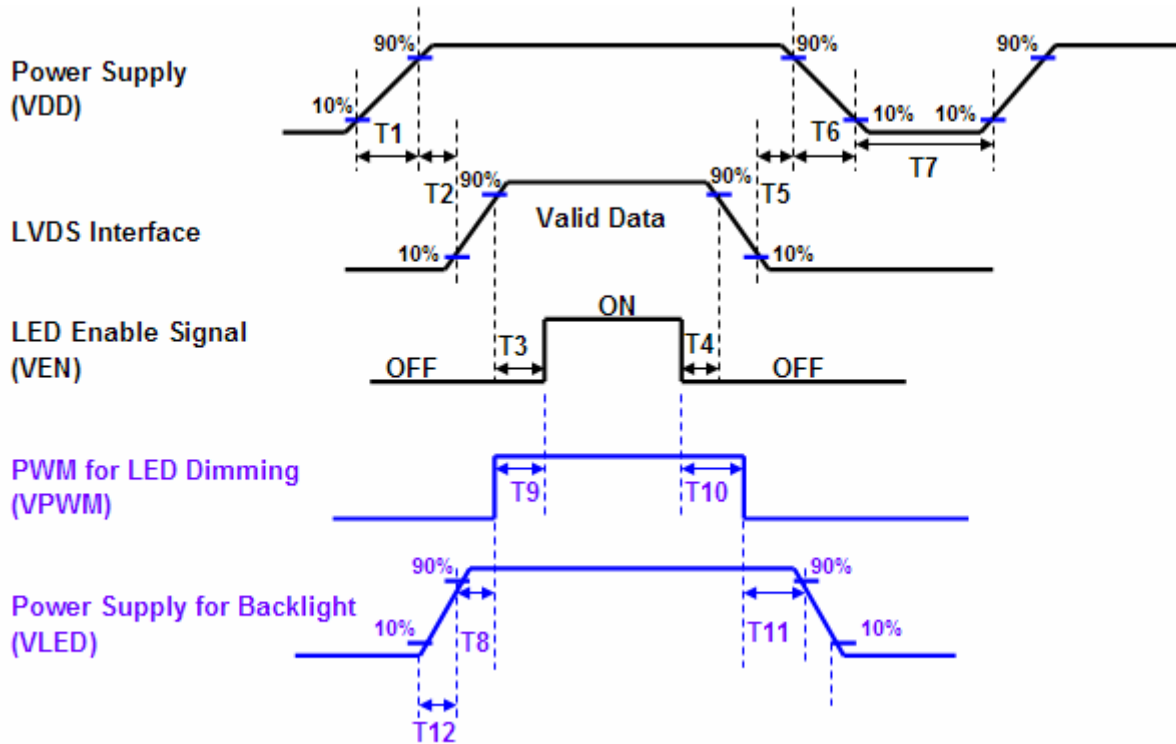 90% 90% 90%
Power Supply
(VDD)
10% 10% 10%
T1 T6
T7
T2 90% 90% T5
LVDS Interface
Valid Data
10% 10%
LED Enable Signal
(VEN)
ON
T3 T4
OFF OFF
PWM for LED Dimming
(VPWM)
T9 T10
90% 90%
Power Supply for Backlight
(VLED)
10% T8 T11 10%
T12